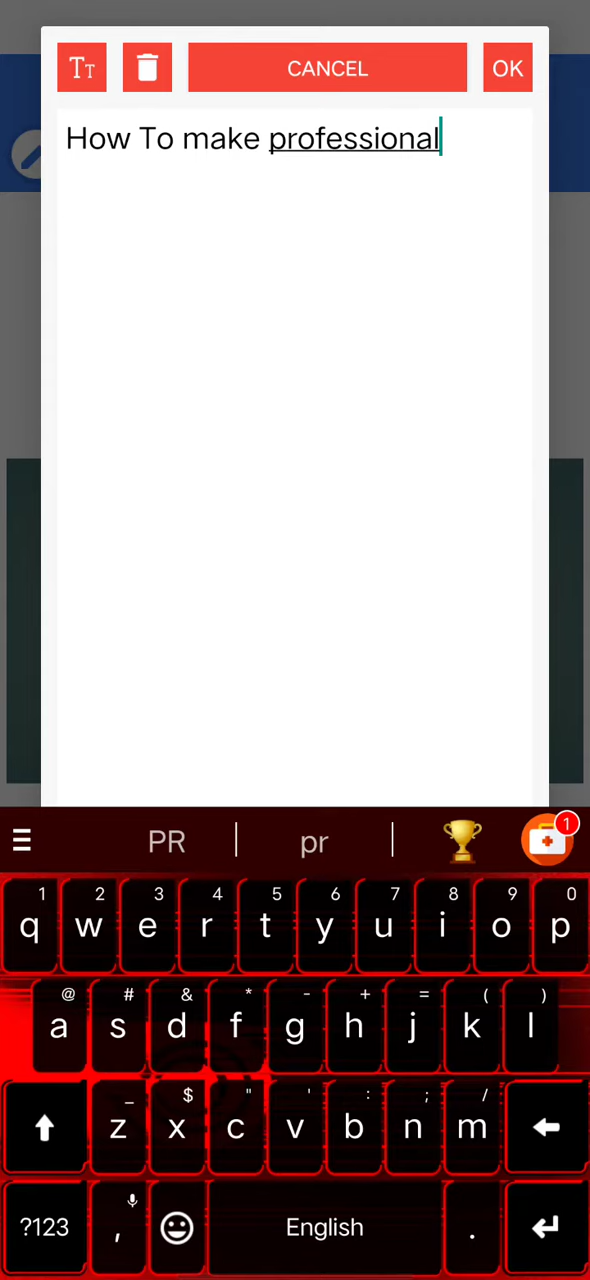 TT
CANCEL
OK
How To make professional
PR
pr
1
1 2 3 4 5 6 7 8 9 0
q w e r t y u i o p
@ # & * - + = ( )
a s d f g h j k l
_ $ " ' : ; /
z x c v b n m
?123 , English .